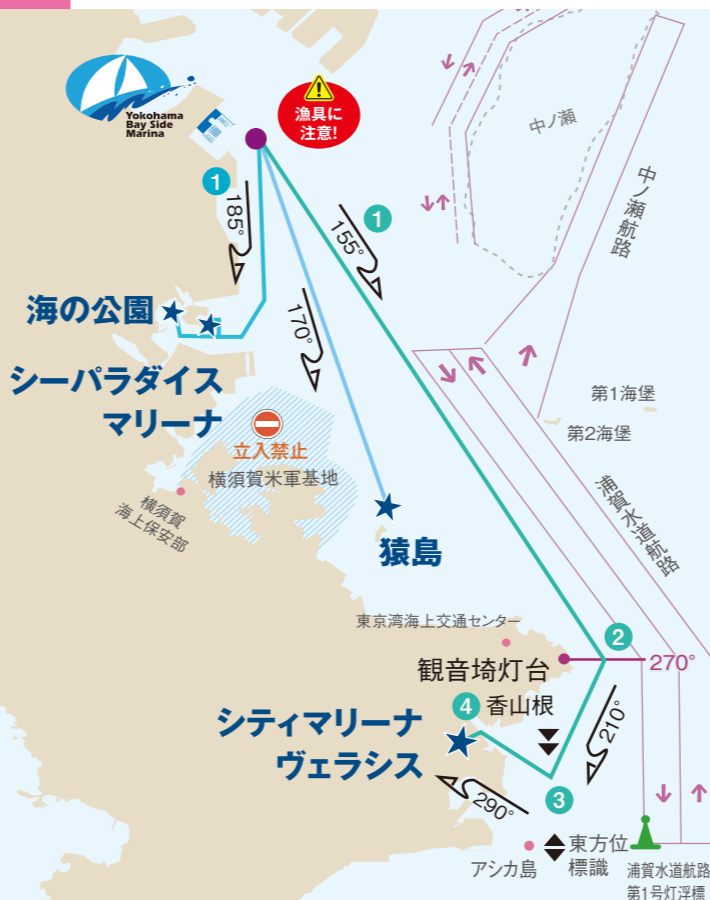 Yokohama
Bay Side
Marina
漁具に
注意!
中ノ瀬
中ノ瀬航路
1
185°
1
155°
170°
海の公園
シーパラダイス
マリーナ
立入禁止
横須賀米軍基地
横須賀
海上保安部
猿島
第1海堡
第2海堡
浦賀水道航路
東京湾海上交通センター
2
観音埼灯台
270°
4
香山根
210°
シティマリーナ
ヴェラシス
3
290°
アシカ島
東方位
標識
浦賀水道航路
第1号灯浮標